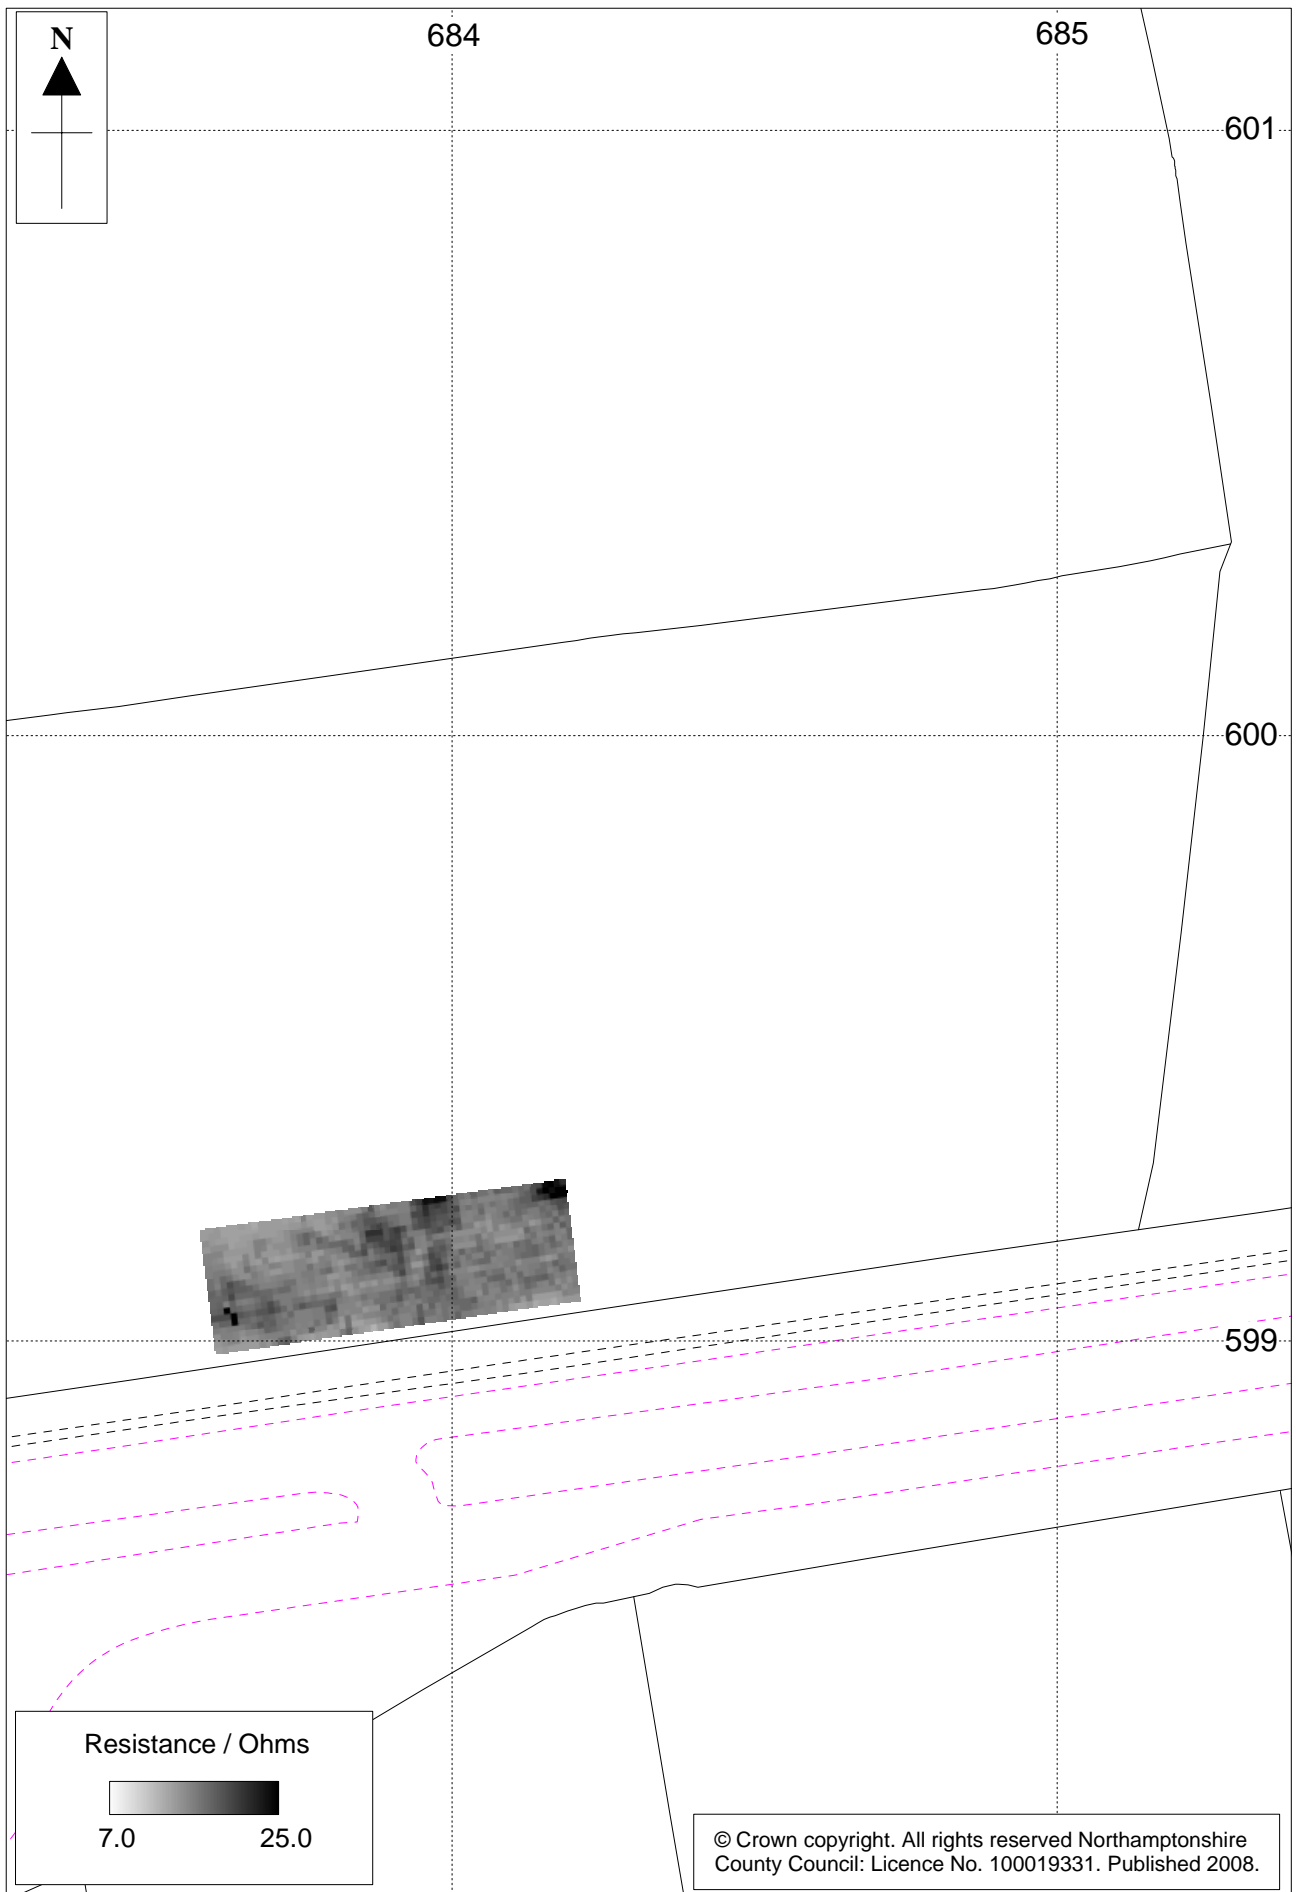 N
684
685
601
600
599
Resistance / Ohms
7.0
25.0
© Crown copyright. All rights reserved Northamptonshire
County Council: Licence No. 100019331. Published 2008.